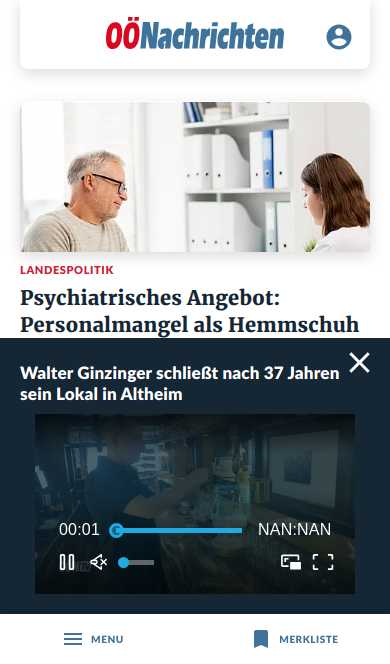 OÖNachrichten
LANDESPOLITIK
Psychiatrisches Angebot:
Personalmangel als Hemmschuh
Walter Ginzinger schließt nach 37 Jahren
sein Lokal in Altheim
00:01 NAN:NAN
MENU MERKLISTE